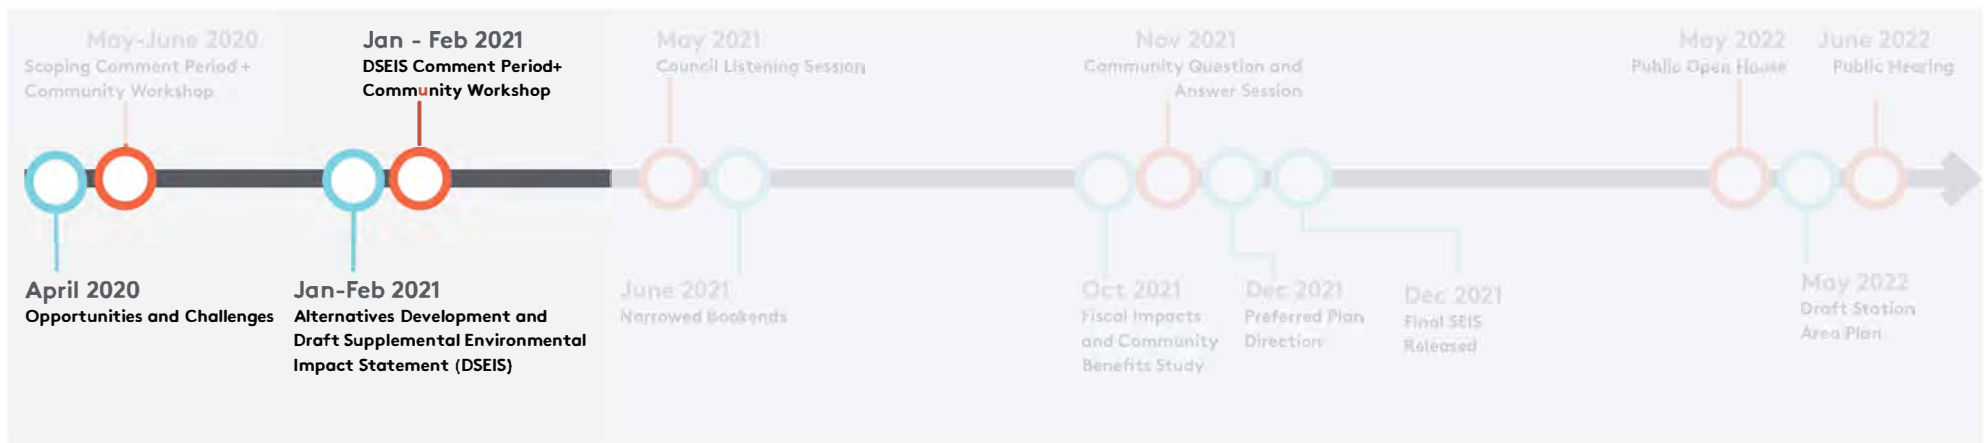 May-June 2020
Scoping Comment Period +
Community Workshop
Jan - Feb 2021
DSEIS Comment Period+
Community Workshop
May 2021
Council Listening Session
Nov 2021
Community Question and
Answer Session
May 2022
Public Open House
June 2022
Public Hearing
April 2020
Opportunities and Challenges
Jan-Feb 2021
Alternatives Development and
Draft Supplemental Environmental
Impact Statement (DSEIS)
June 2021
Narrowed Bookends
Oct 2021
Fiscal Impacts
and Community
Benefits Study
Dec 2021
Preferred Plan
Direction
Dec 2021
Final SEIS
Released
May 2022
Draft Station
Area Plan